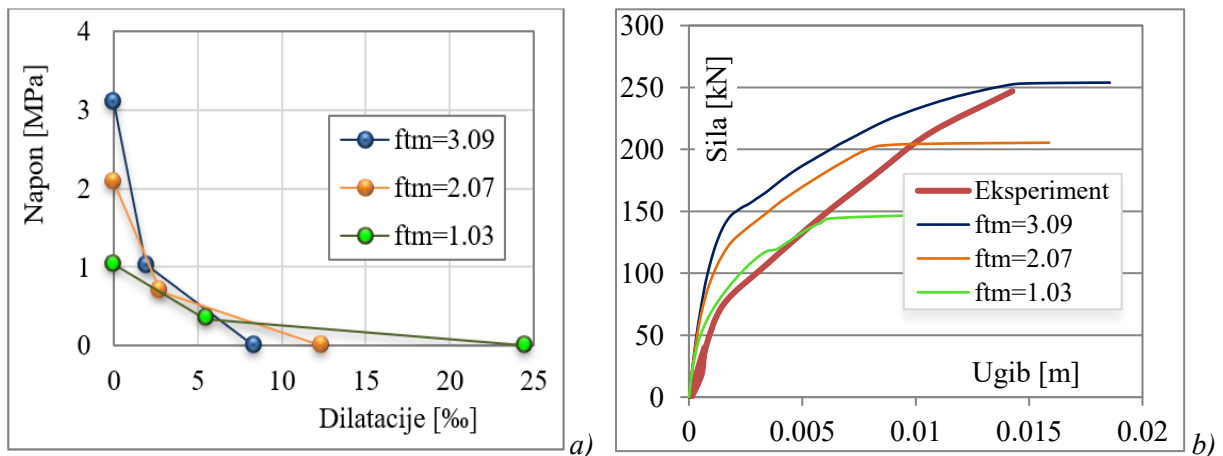 4
3
2
1
0
Napon [MPa]
ftm=3.09
ftm=2.07
ftm=1.03
0 5 10 15 20 25
Dilatacije [‰]
a)
300
250
200
150
100
50
0
Sila [kN]
Eksperiment
ftm=3.09
ftm=2.07
ftm=1.03
Ugib [m]
0 0.005 0.01 0.015 0.02
b)